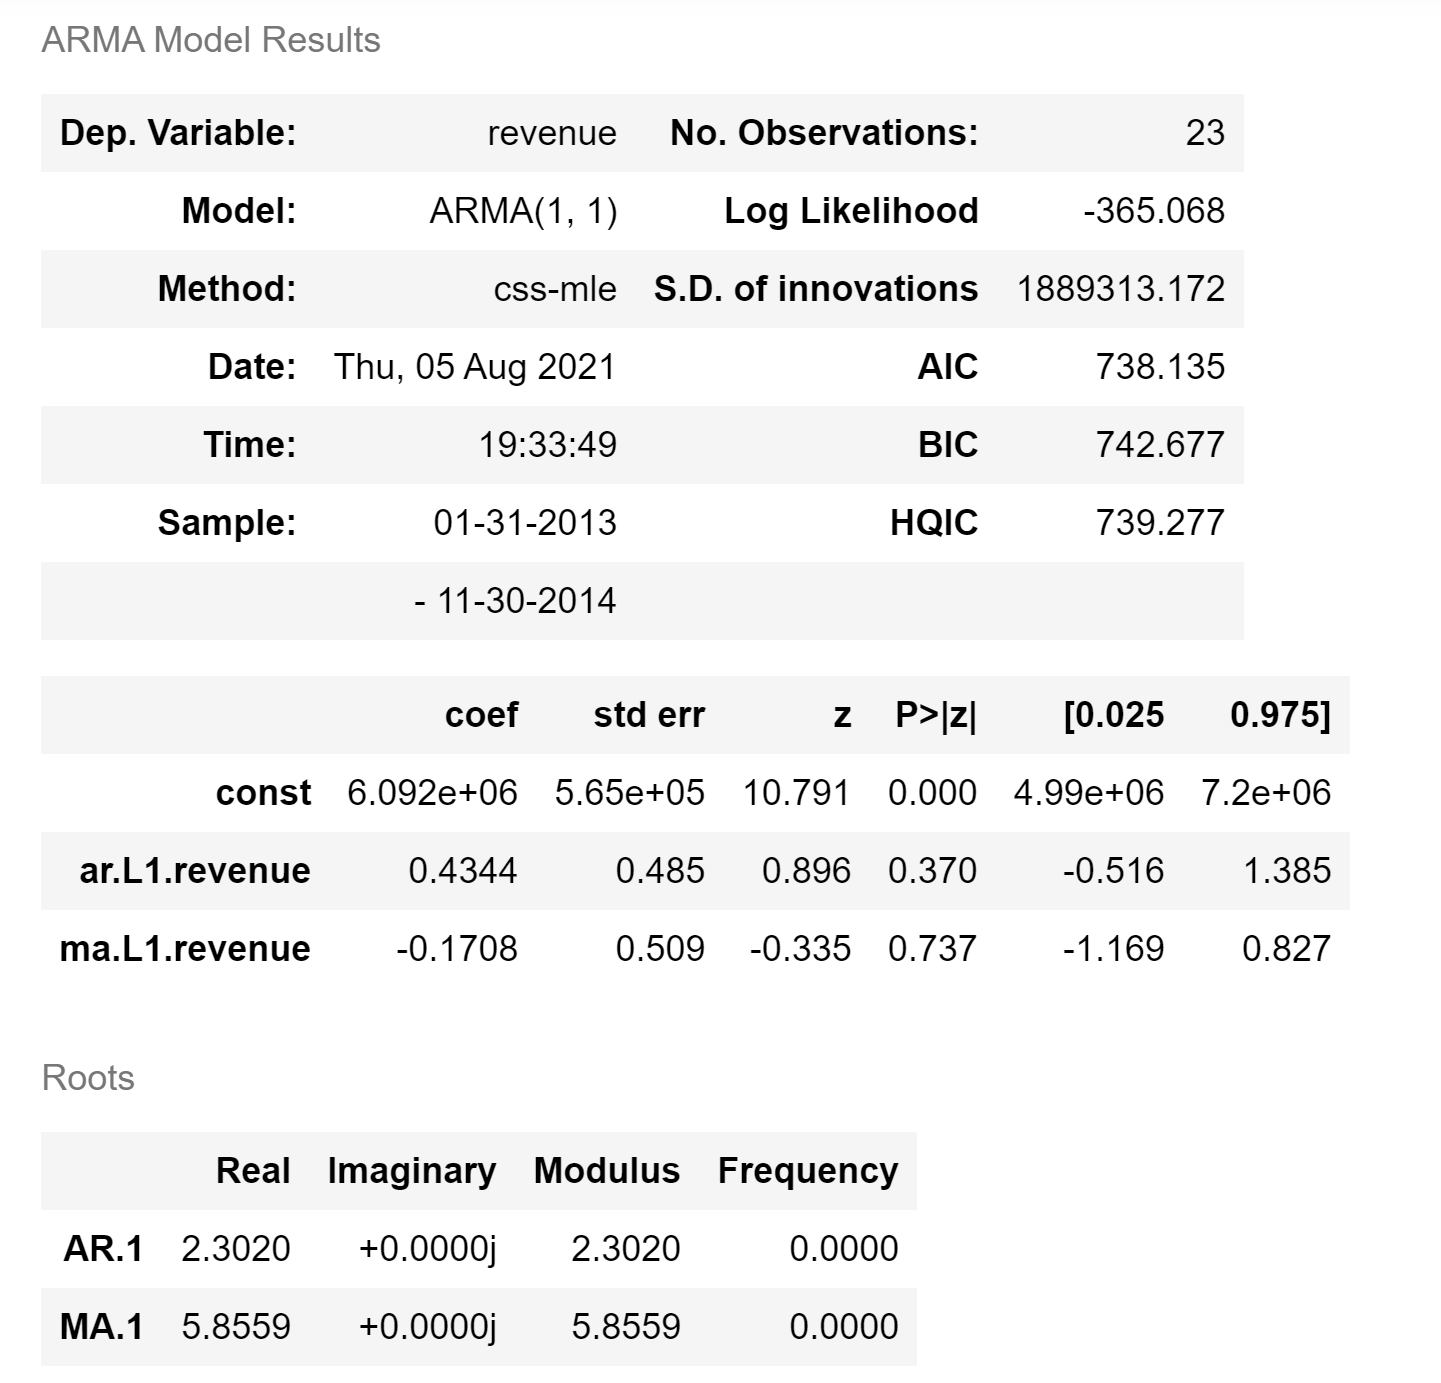 ARMA Model Results
Dep. Variable: revenue No. Observations: 23
Model: ARMA(1, 1) Log Likelihood -365.068
Method: css-mle S.D. of innovations 1889313.172
Date: Thu, 05 Aug 2021 AIC 738.135
Time: 19:33:49 BIC 742.677
Sample: 01-31-2013 HQIC 739.277
- 11-30-2014
coef std err z P>|z| [0.025 0.975]
const 6.092e+06 5.65e+05 10.791 0.000 4.99e+06 7.2e+06
ar.L1.revenue 0.4344 0.485 0.896 0.370 -0.516 1.385
ma.L1.revenue -0.1708 0.509 -0.335 0.737 -1.169 0.827
Roots
Real Imaginary Modulus Frequency
AR.1 2.3020 +0.0000j 2.3020 0.0000
MA.1 5.8559 +0.0000j 5.8559 0.0000